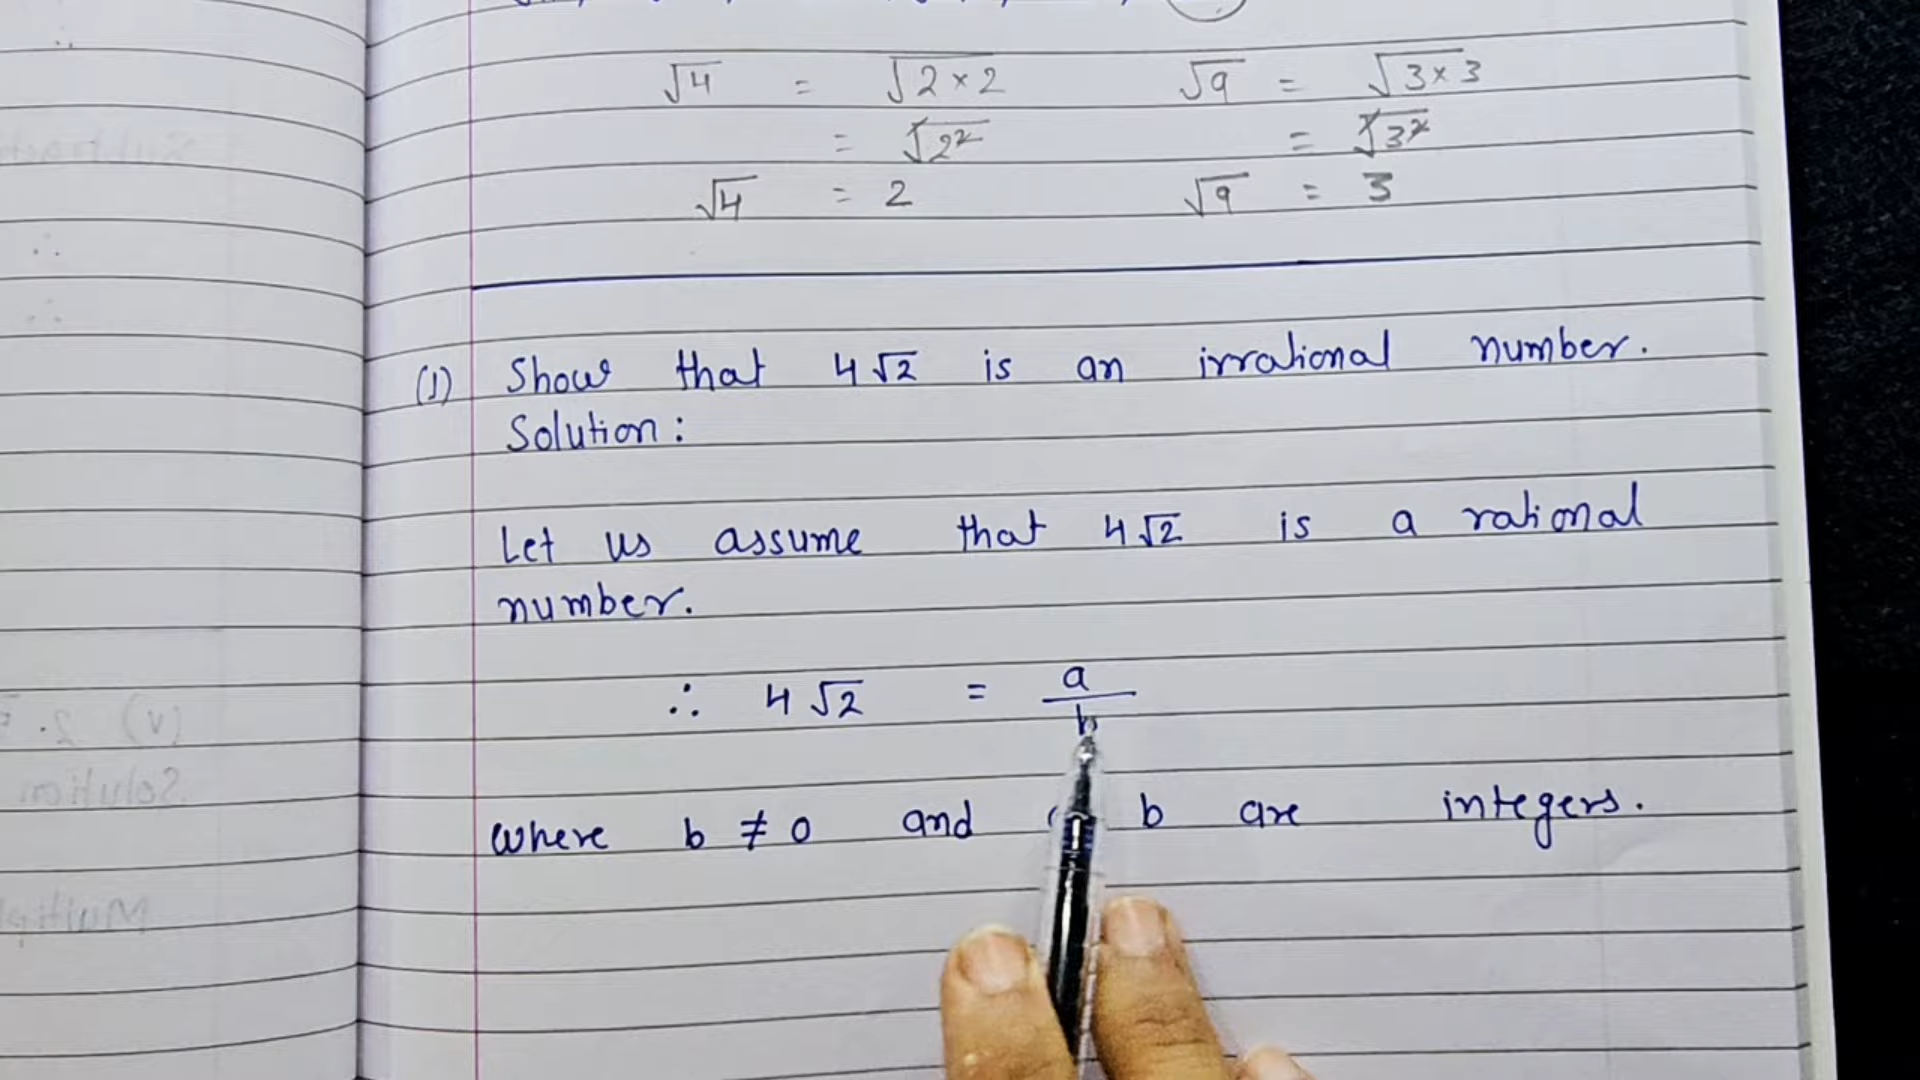 √4 = √2×2 √9 = √3×3
= √2² = √3²
√4 = 2 √9 = 3
(1) Show that 4√2 is an irrational number.
Solution:
Let us assume that 4√2 is a rational
number.
∴ 4√2 = a/b
where b ≠ 0 and b are integers.